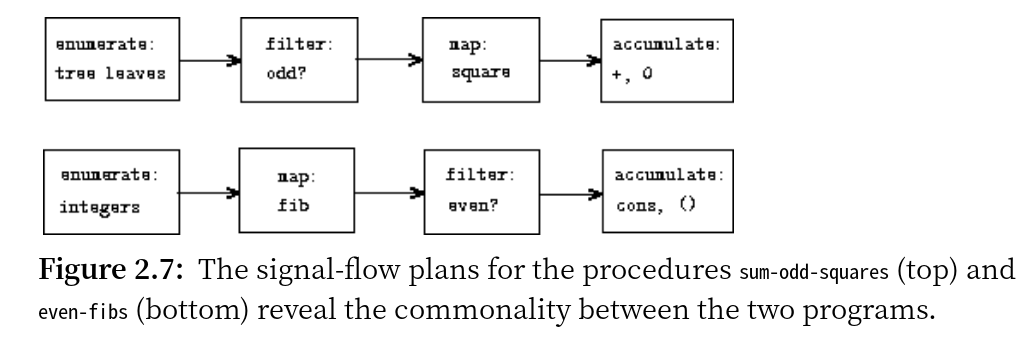 enumerate: filter: map: accumulate:
tree leaves odd? square +, 0
enumerate: map: filter: accumulate:
integers fib even? cons, ()
Figure 2.7: The signal-flow plans for the procedures sum-odd-squares (top) and
even-fibs (bottom) reveal the commonality between the two programs.